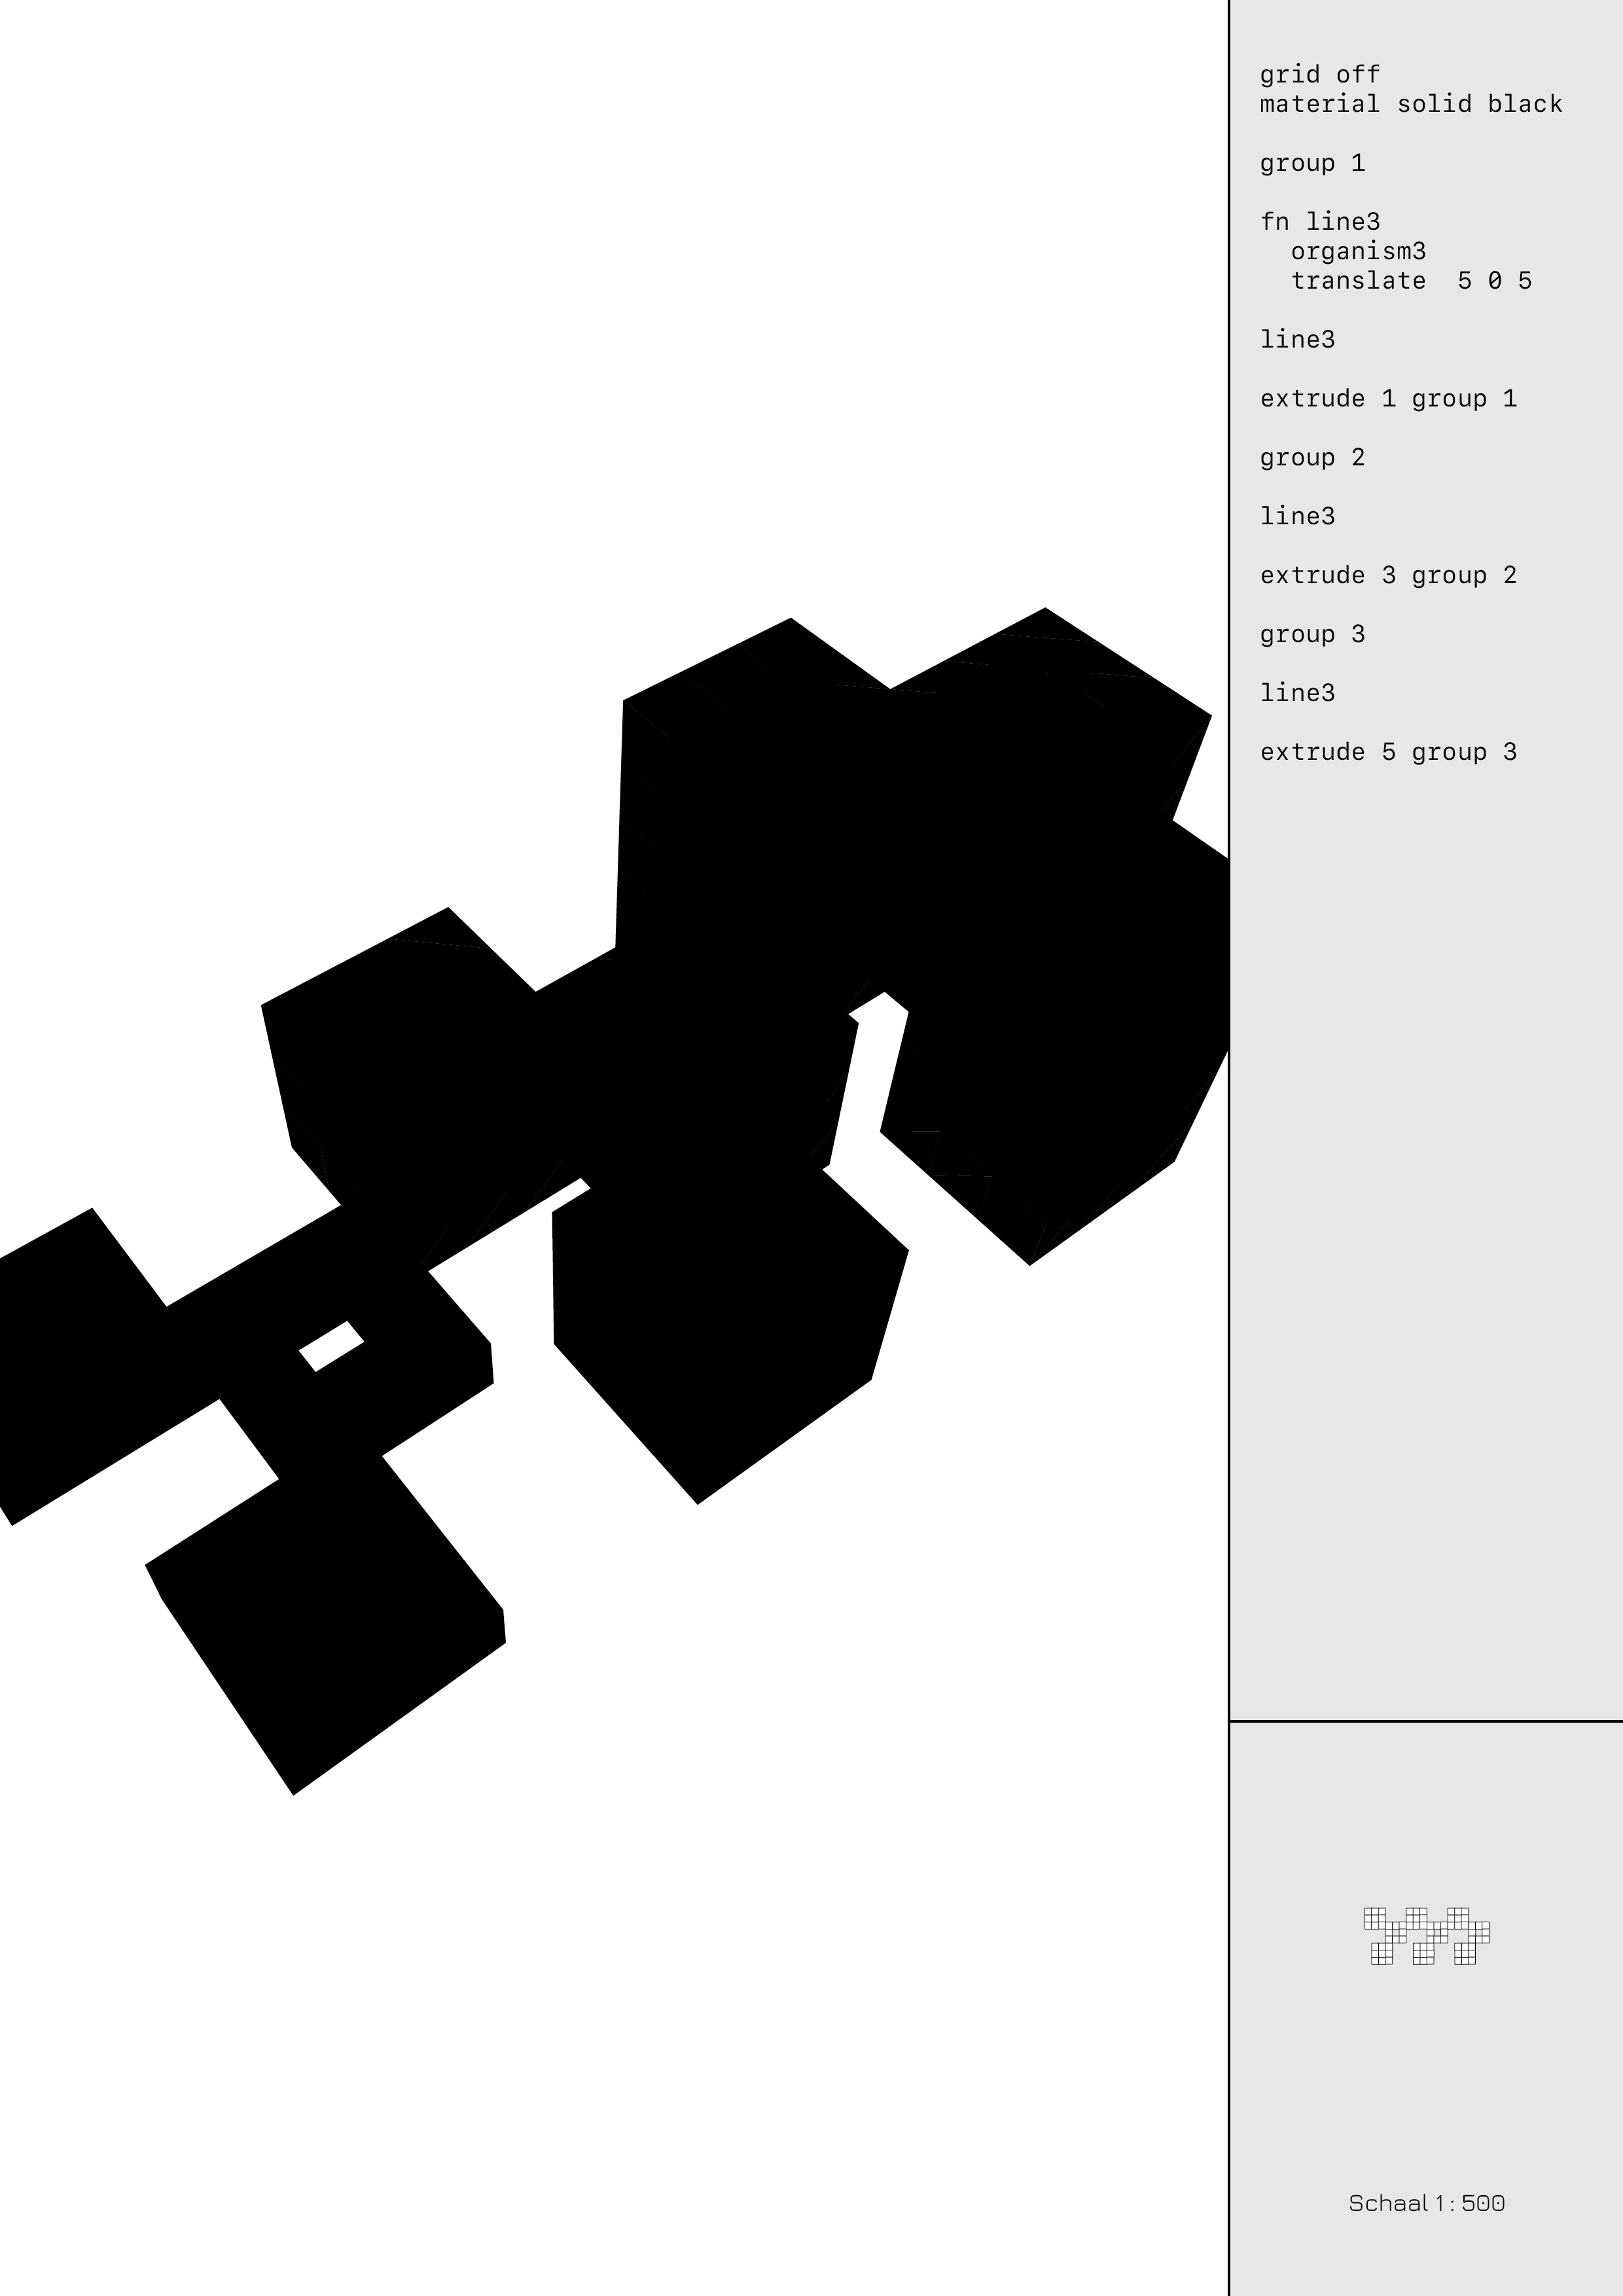 grid off
material solid black
group 1
fn line3
  organism3
  translate  5 0 5
line3
extrude 1 group 1
group 2
line3
extrude 3 group 2
group 3
line3
extrude 5 group 3
Schaal 1 : 500